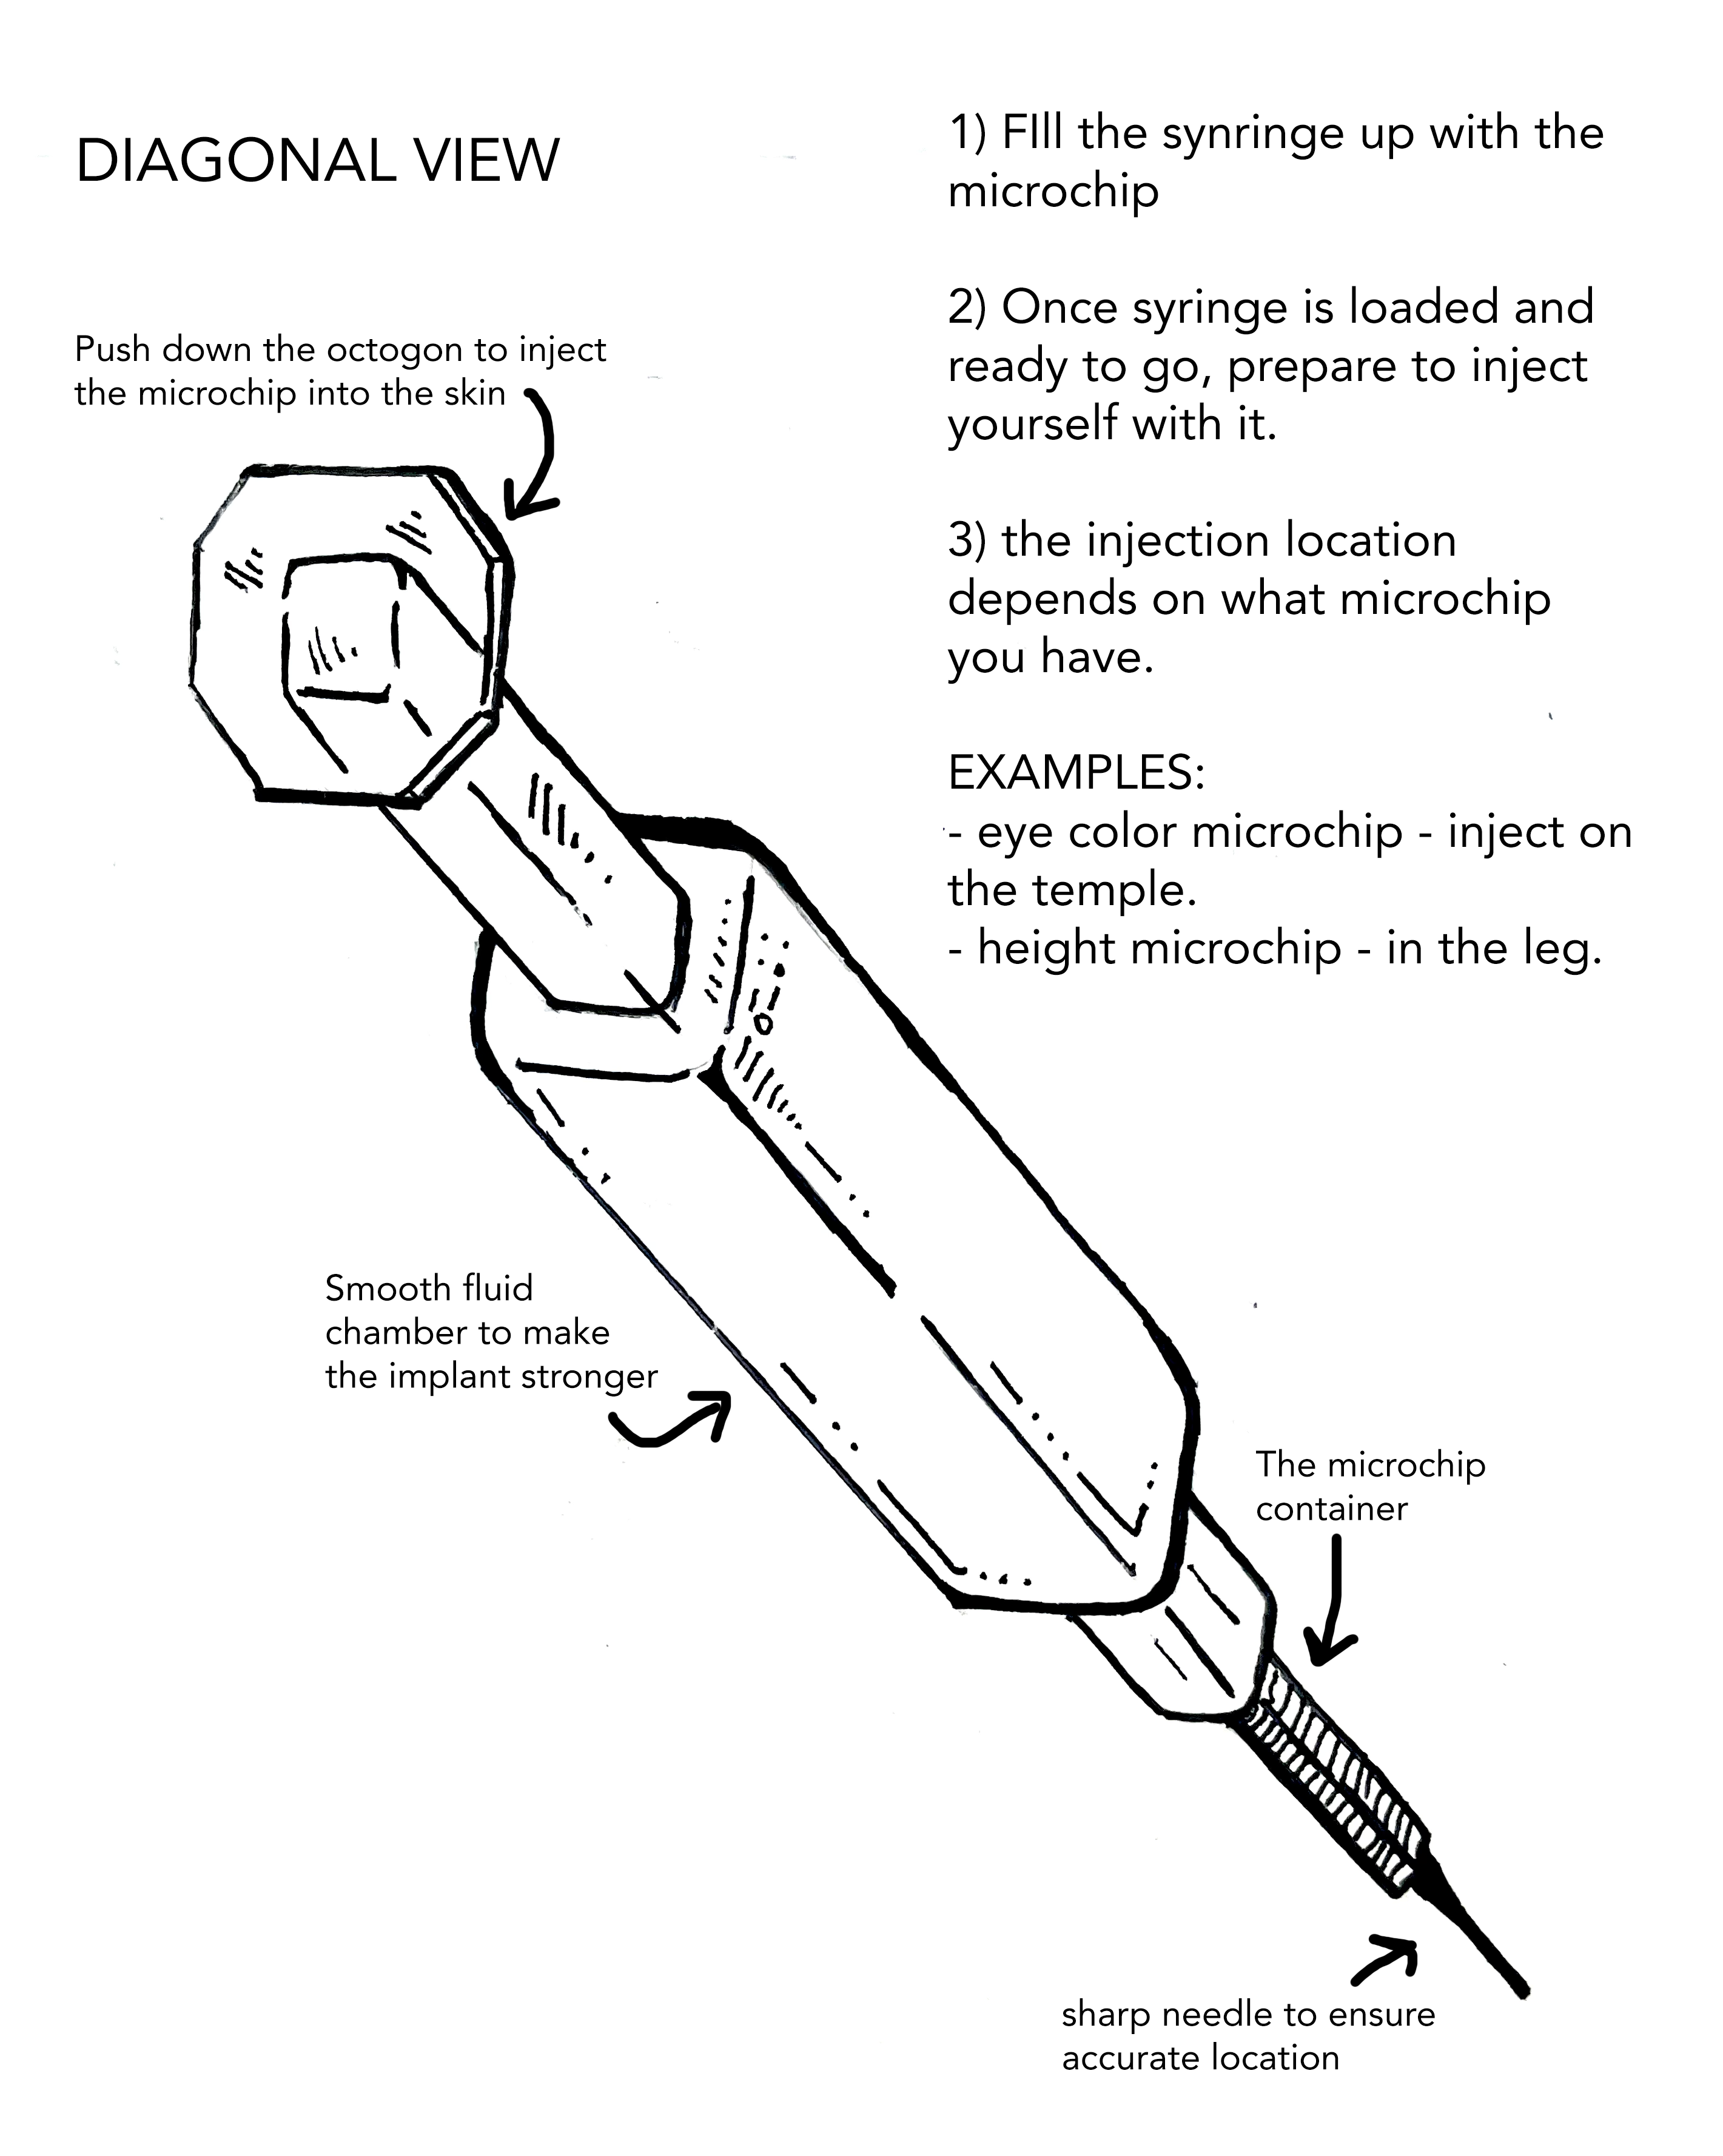 DIAGONAL VIEW
Push down the octogon to inject
the microchip into the skin
1) FIll the synringe up with the
microchip
2) Once syringe is loaded and
ready to go, prepare to inject
yourself with it.
3) the injection location
depends on what microchip
you have.
EXAMPLES:
- eye color microchip - inject on
the temple.
- height microchip - in the leg.
Smooth fluid
chamber to make
the implant stronger
The microchip
container
sharp needle to ensure
accurate location